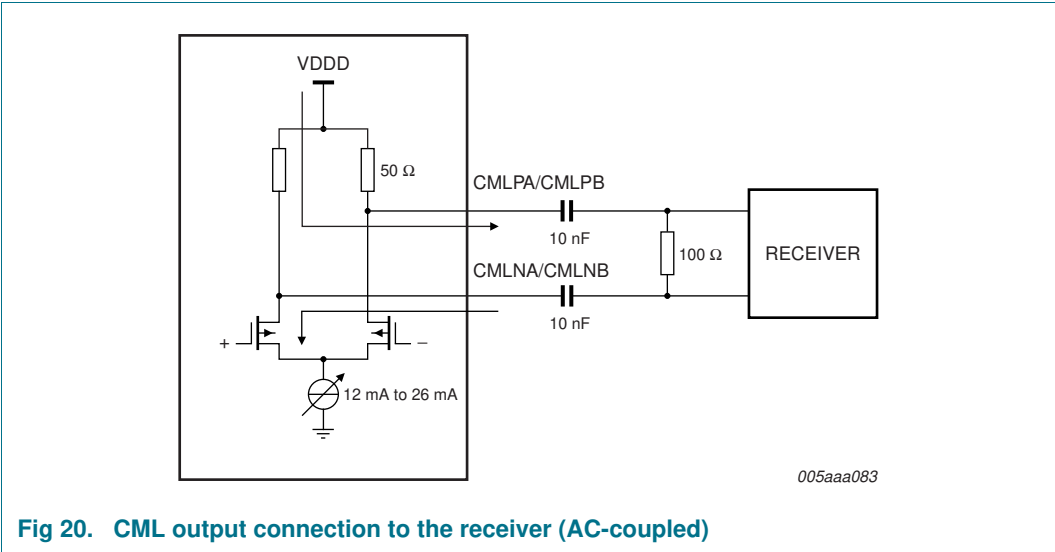 VDDD
50 Ω
CMLPA/CMLPB
10 nF
100 Ω
RECEIVER
CMLNA/CMLNB
10 nF
+
–
12 mA to 26 mA
005aaa083
Fig 20. CML output connection to the receiver (AC-coupled)